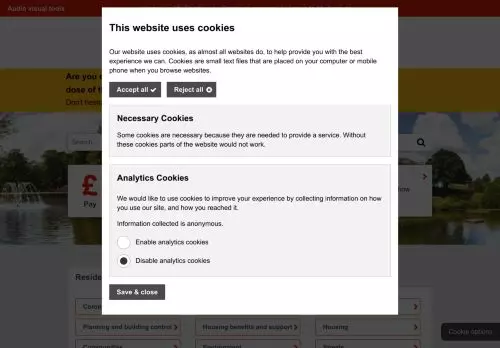 Audio visual tools
This website uses cookies
Our website uses cookies, as almost all websites do, to help provide you with the best
experience we can. Cookies are small text files that are placed on your computer or mobile
phone when you browse websites.
Accept all
Reject all
Are you e
dose of th
Don't hesi
Necessary Cookies
Some cookies are necessary because they are needed to provide a service. Without
these cookies parts of the website would not work.
Search
Analytics Cookies
We would like to use cookies to improve your experience by collecting information on how
you use our site, and how you reached it.
Information collected is anonymous.
£
Pay
Enable analytics cookies
Disable analytics cookies
Save & close
Reside
Planning and building control
Housing benefits and support
Housing
Cookie options
Communities
Environment
Streets